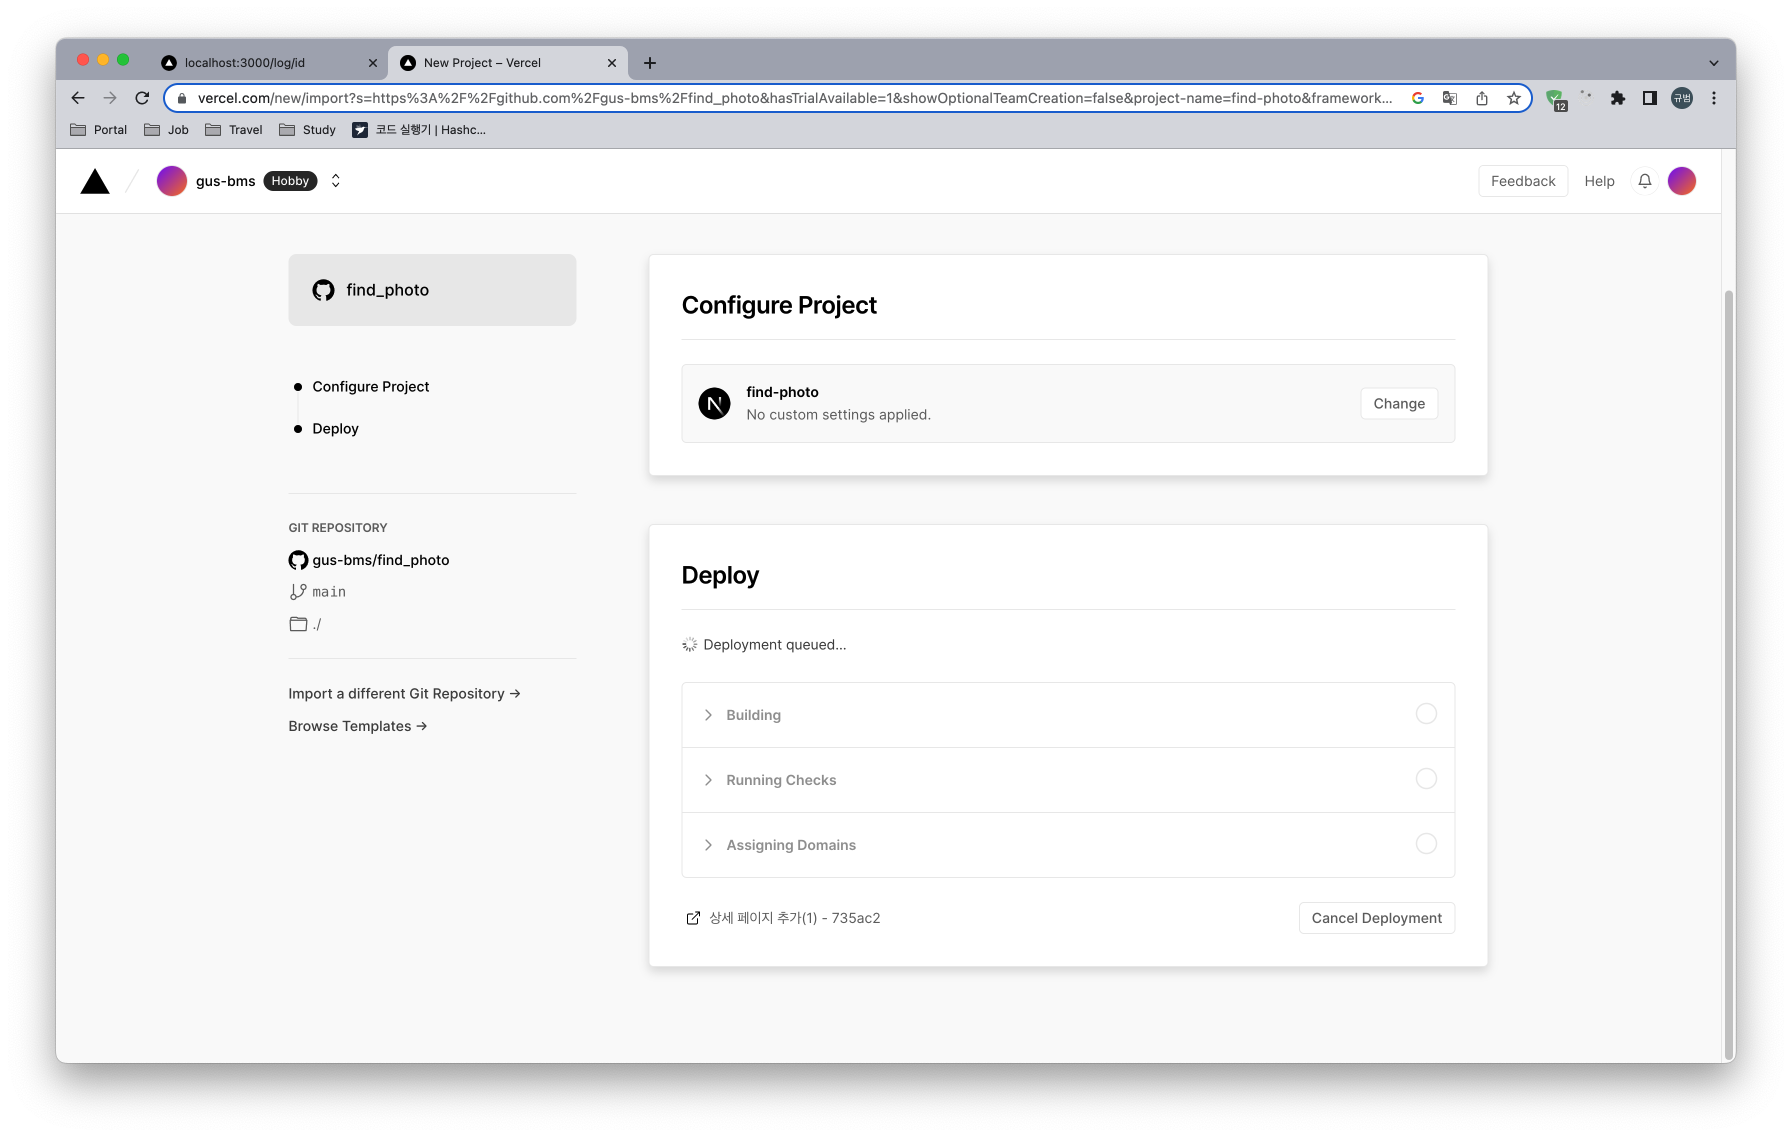 localhost:3000/log/id
New Project – Vercel
vercel.com/new/import?s=https%3A%2F%2Fgithub.com%2Fgus-bms%2Ffind_photo&hasTrialAvailable=1&showOptionalTeamCreation=false&project-name=find-photo&framework...
12
규범
Portal
Job
Travel
Study
코드 실행기 | Hashc...
gus-bms
Hobby
Feedback
Help
find_photo
Configure Project
Deploy
GIT REPOSITORY
gus-bms/find_photo
main
./
Import a different Git Repository →
Browse Templates →
Configure Project
find-photo
No custom settings applied.
Change
Deploy
Deployment queued...
Building
Running Checks
Assigning Domains
상세 페이지 추가(1) - 735ac2
Cancel Deployment